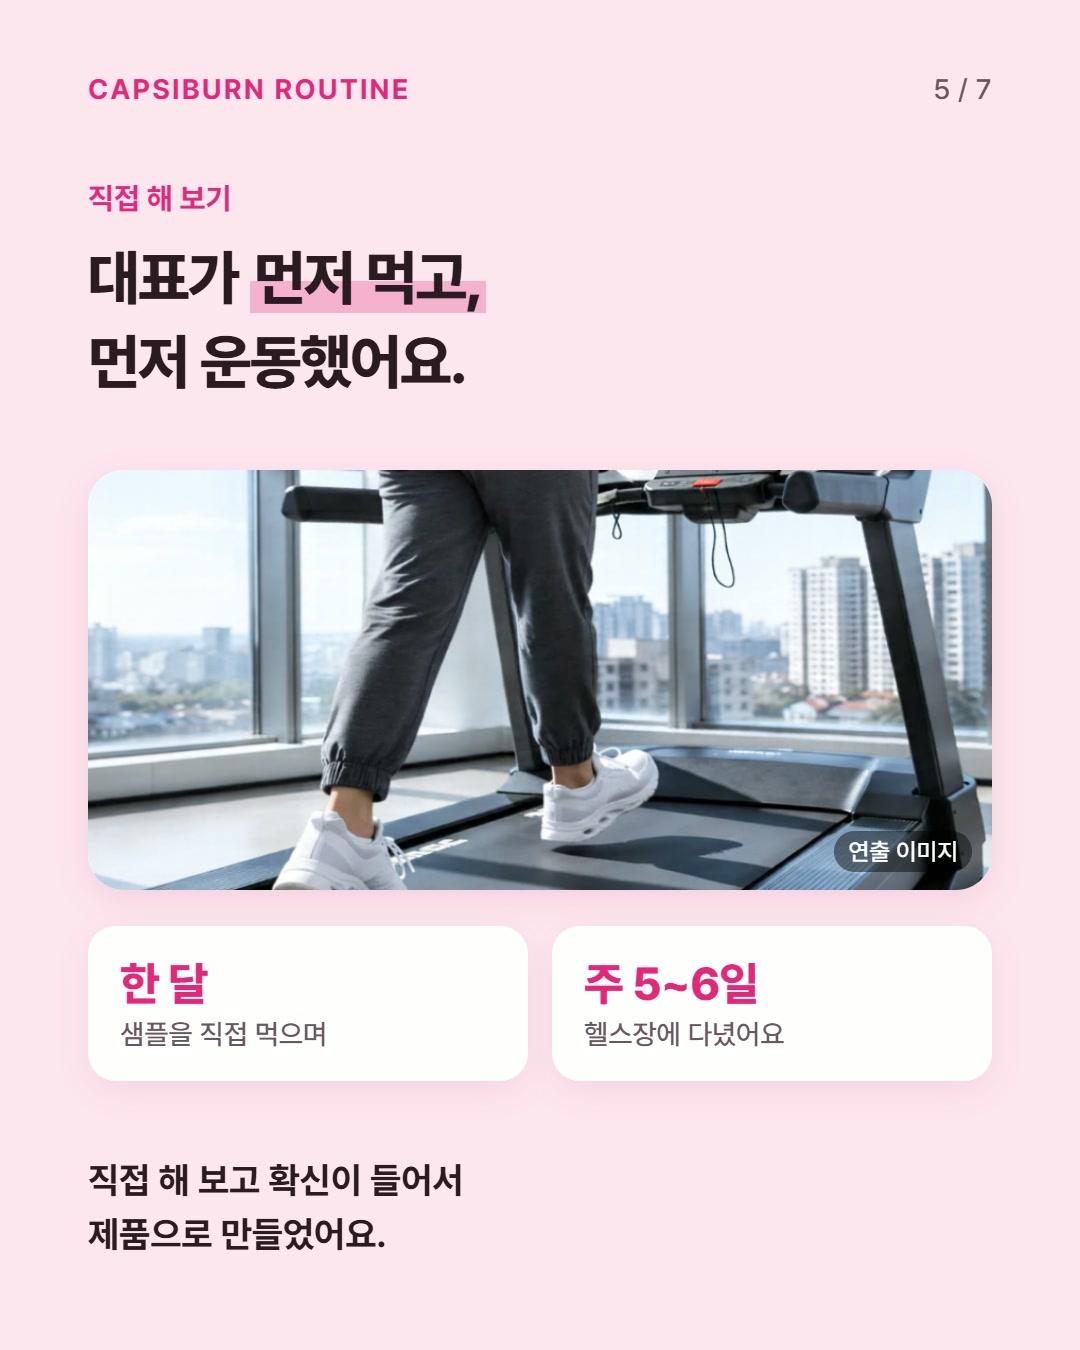 CAPSIBURN ROUTINE
5 / 7
직접 해 보기
대표가 먼저 먹고,
먼저 운동했어요.
연출 이미지
한 달
샘플을 직접 먹으며
주 5~6일
헬스장에 다녔어요
직접 해 보고 확신이 들어서
제품으로 만들었어요.